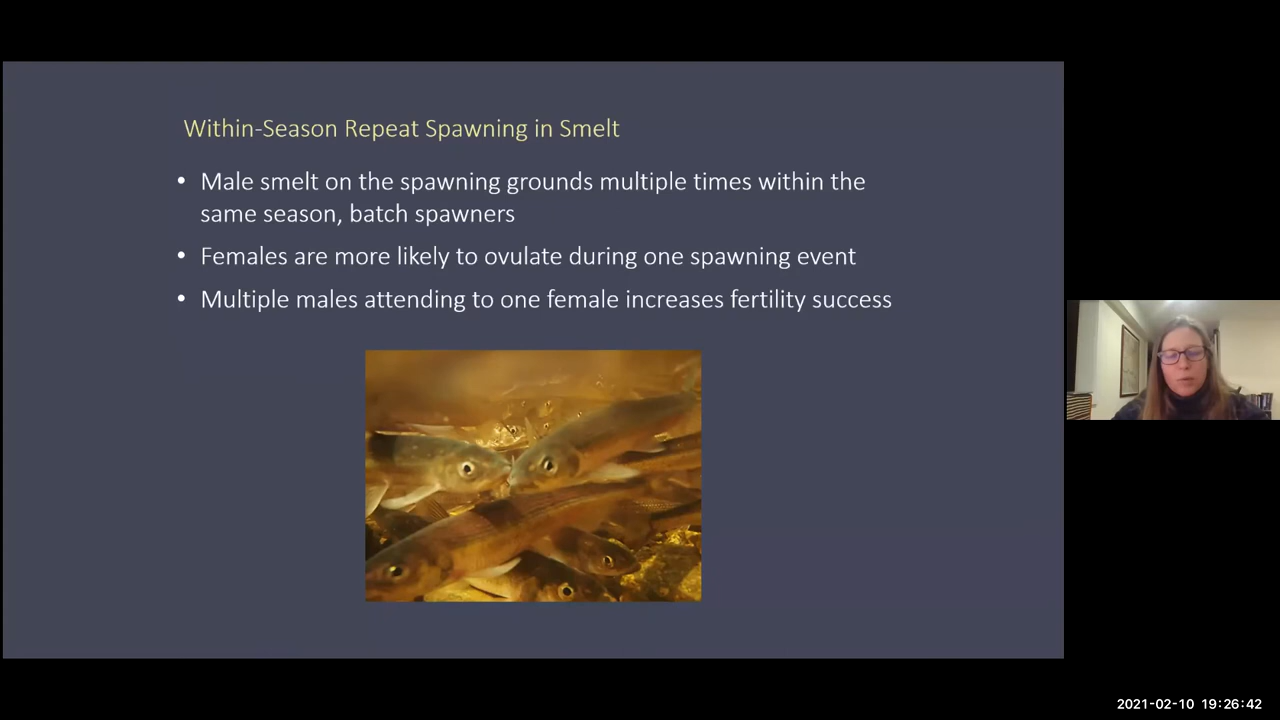 Within-Season Repeat Spawning in Smelt
• Male smelt on the spawning grounds multiple times within the
same season, batch spawners
• Females are more likely to ovulate during one spawning event
• Multiple males attending to one female increases fertility success
2021-02-10 19:26:42